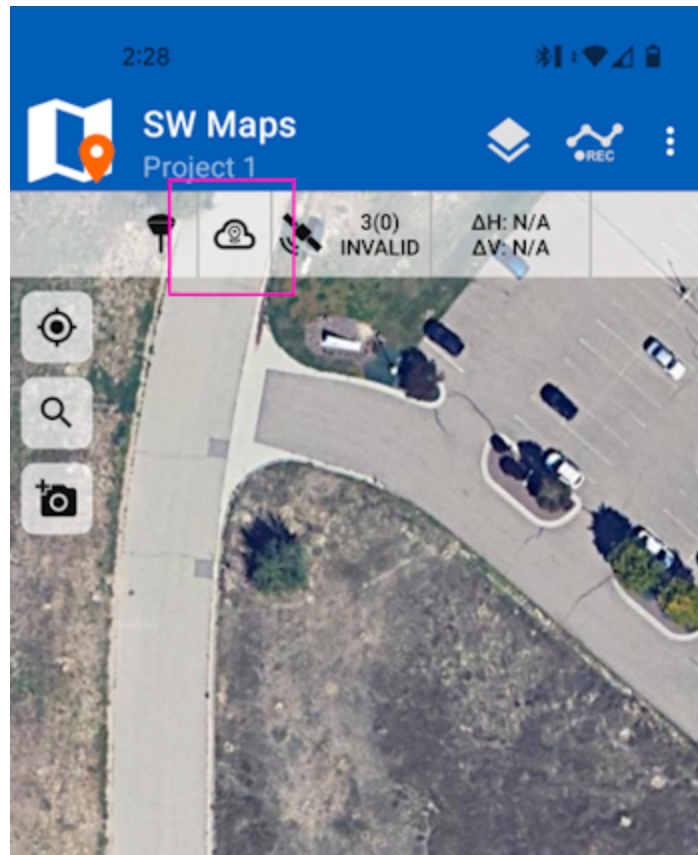 2:28
SW Maps
Project 1
REC
3(0)
INVALID
ΔH: N/A
ΔV: N/A